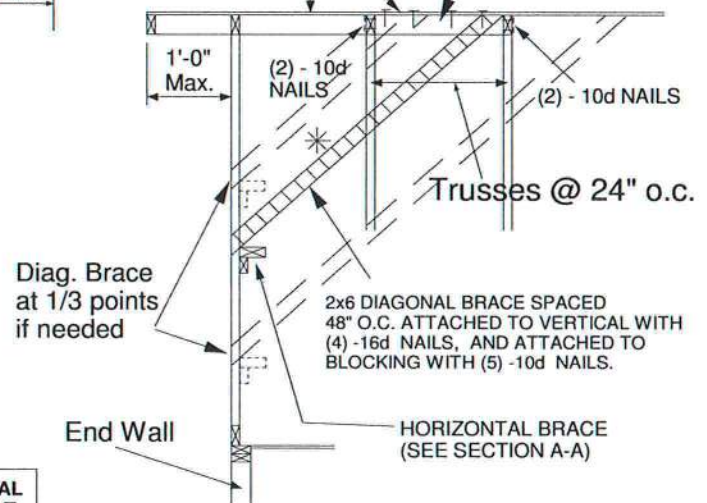 1'-0"
Max.
(2) - 10d
NAILS
(2) - 10d NAILS
Trusses @ 24" o.c.
Diag. Brace
at 1/3 points
if needed
2x6 DIAGONAL BRACE SPACED
48" O.C. ATTACHED TO VERTICAL WITH
(4) -16d NAILS, AND ATTACHED TO
BLOCKING WITH (5) -10d NAILS.
HORIZONTAL BRACE
(SEE SECTION A-A)
End Wall
AL